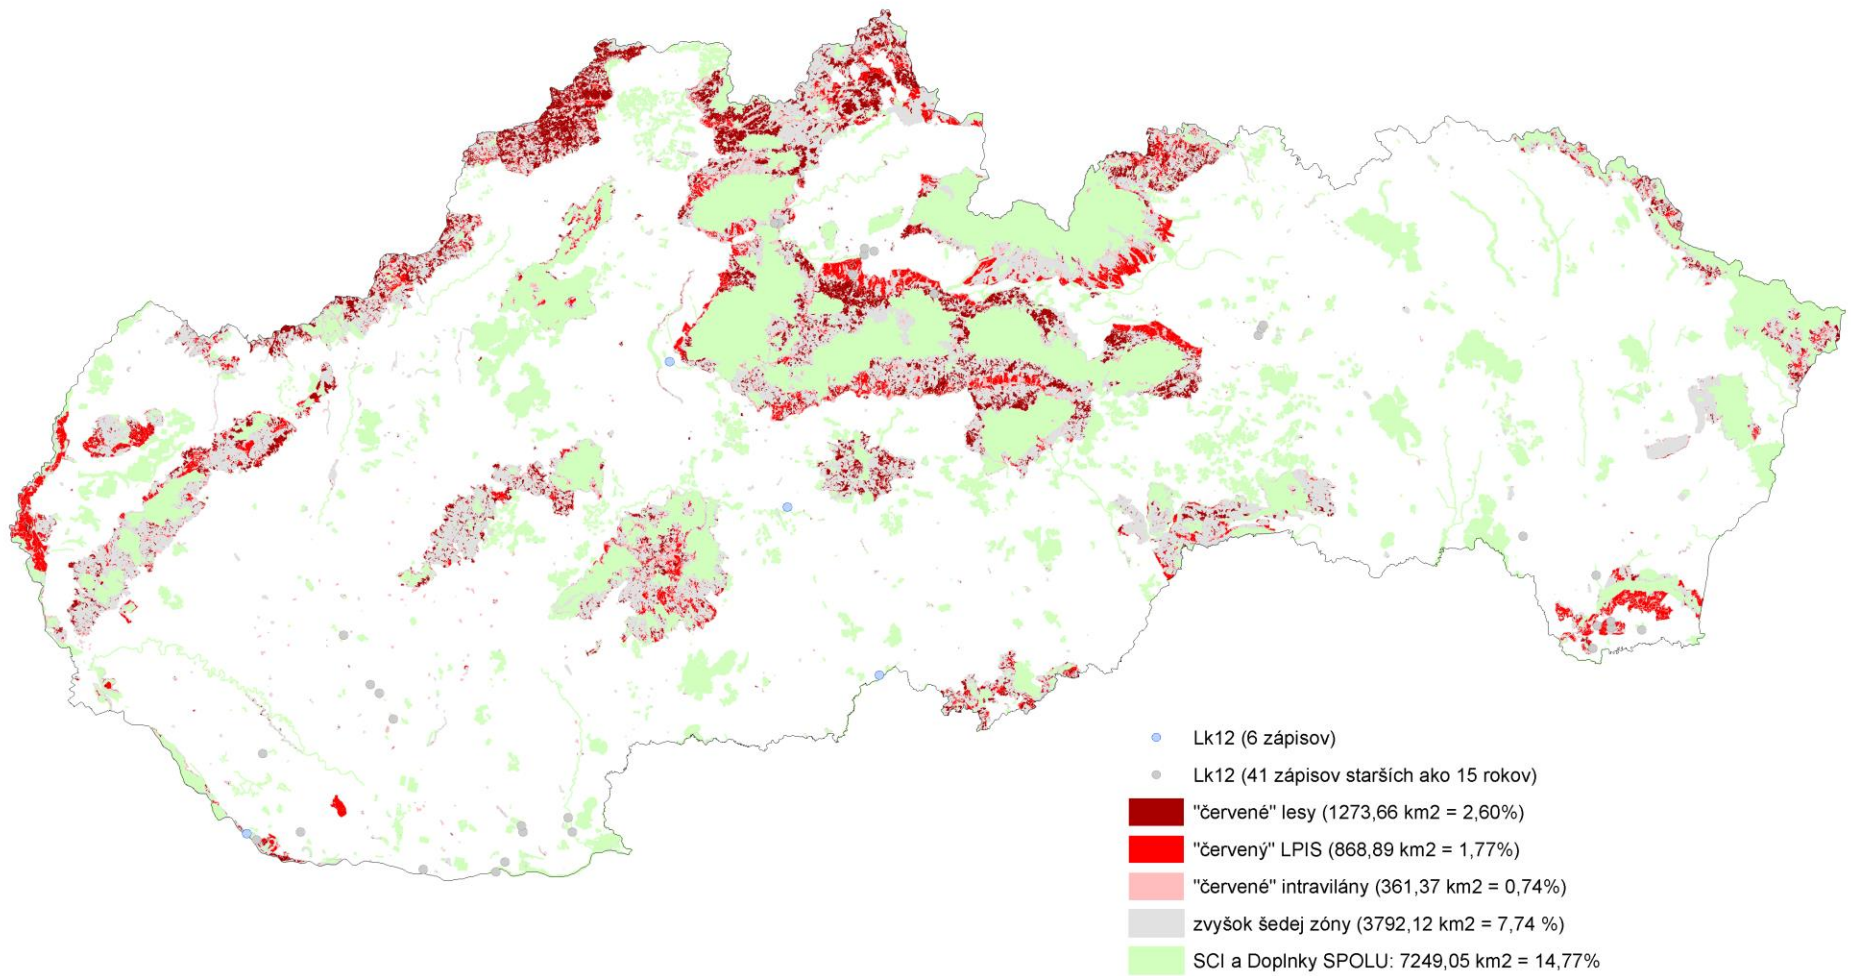 Lk12 (6 zápisov)
Lk12 (41 zápisov starších ako 15 rokov)
"červené" lesy (1273,66 km2 = 2,60%)
"červený" LPIS (868,89 km2 = 1,77%)
"červené" intravilány (361,37 km2 = 0,74%)
zvyšok šedej zóny (3792,12 km2 = 7,74 %)
SCI a Doplnky SPOLU: 7249,05 km2 = 14,77%